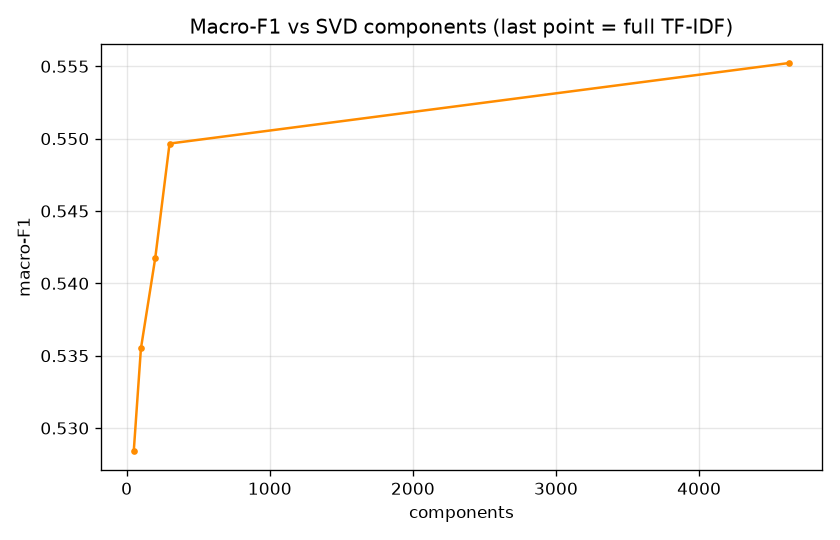 Macro-F1 vs SVD components (last point = full TF-IDF)
0.555
0.550
0.545
0.540
0.535
0.530
macro-F1
0 1000 2000 3000 4000
components